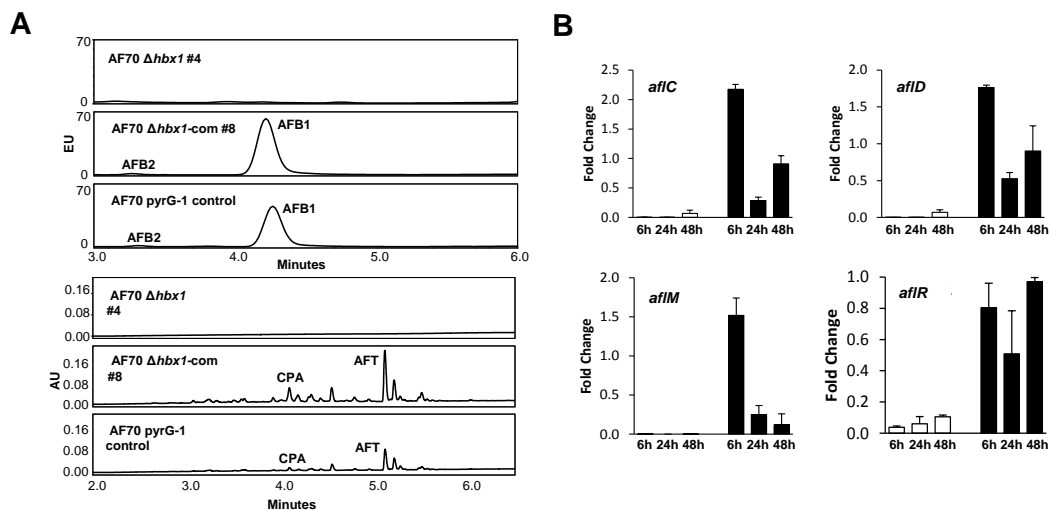 A
70
AF70 Δhbx1 #4
0
70
AF70 Δhbx1-com #8
AFB1
EU
AFB2
0
70
AF70 pyrG-1 control
AFB1
AFB2
0
3.0 4.0 5.0 6.0
Minutes
0.16
AF70 Δhbx1
#4
0.08
0.00
AF70 Δhbx1-com
#8
0.16
AFT
CPA
AU
0.08
0.00
0.16
AF70 pyrG-1
control
AFT
0.08
CPA
0.00
2.0 3.0 4.0 5.0 6.0
Minutes
B
aflC
2.5
2.0
1.5
1.0
0.5
0.0
Fold Change
6h 24h 48h 6h 24h 48h
aflD
2.0
1.5
1.0
0.5
0.0
Fold Change
6h 24h 48h 6h 24h 48h
aflM
2.0
1.5
1.0
0.5
0.0
Fold Change
6h 24h 48h 6h 24h 48h
aflR
1.0
0.8
0.6
0.4
0.2
0.0
Fold Change
6h 24h 48h 6h 24h 48h